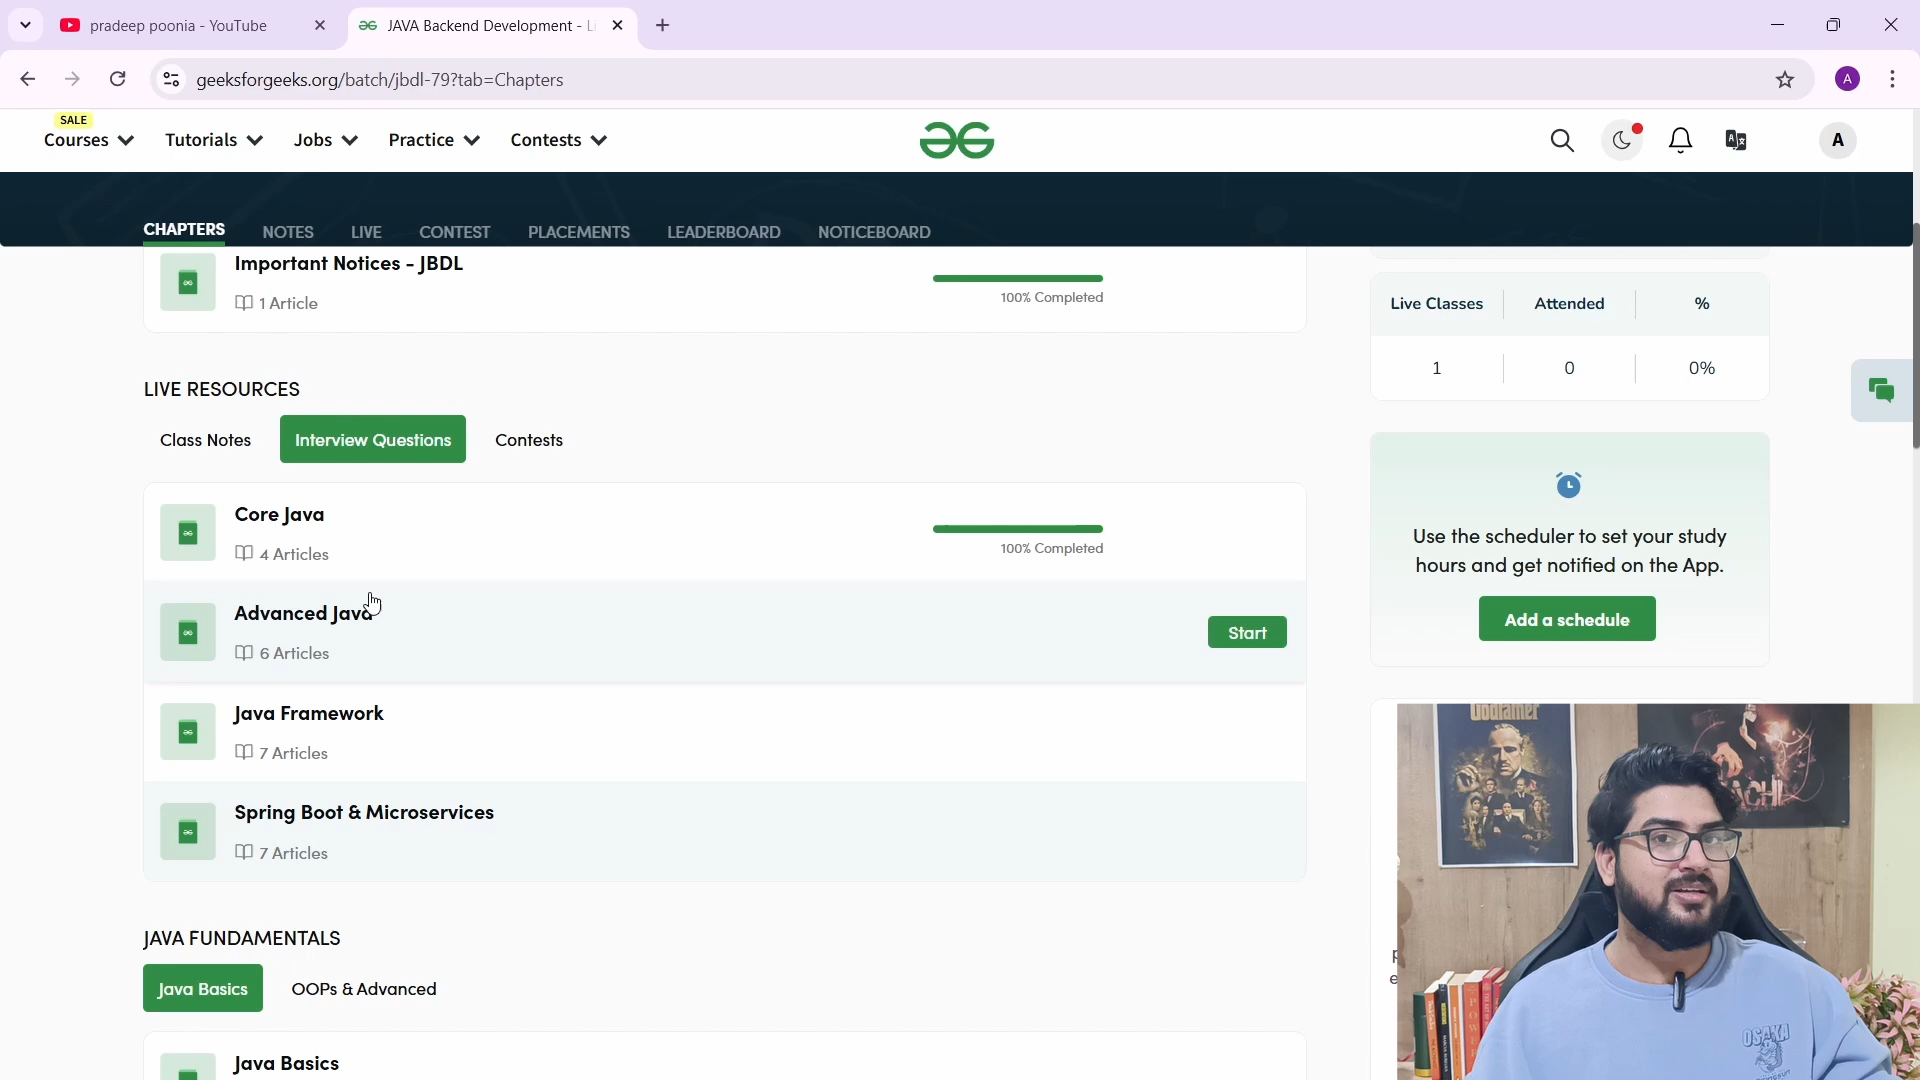 pradeep poonia - YouTube
JAVA Backend Development - Li
geeksforgeeks.org/batch/jbdl-79?tab=Chapters
A
SALE
Courses
Tutorials
Jobs
Practice
Contests
A
CHAPTERS
NOTES
LIVE
CONTEST
PLACEMENTS
LEADERBOARD
NOTICEBOARD
Important Notices - JBDL
1 Article
100% Completed
LIVE RESOURCES
Class Notes
Interview Questions
Contests
Core Java
4 Articles
100% Completed
Advanced Java
6 Articles
Start
Java Framework
7 Articles
Spring Boot & Microservices
7 Articles
JAVA FUNDAMENTALS
Java Basics
OOPs & Advanced
Java Basics
Live Classes
Attended
%
1
0
0%
Use the scheduler to set your study
hours and get notified on the App.
Add a schedule
Godfather
OSAKA